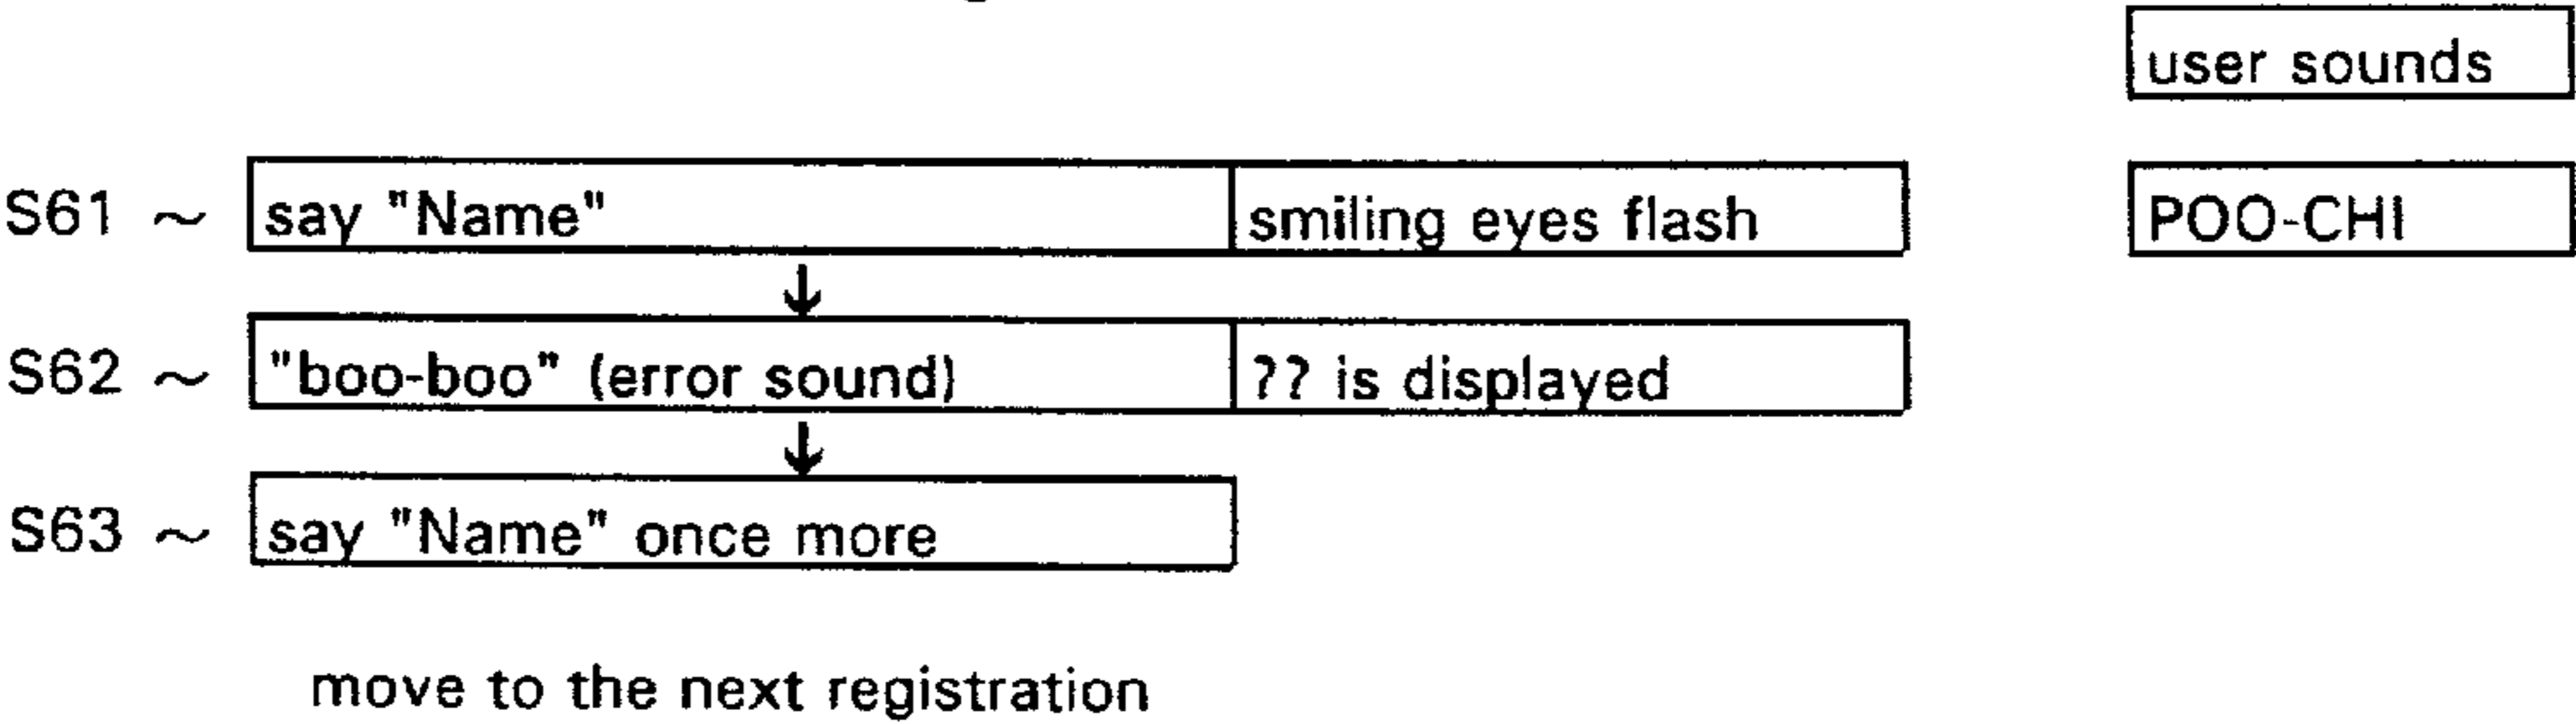 user sounds
S61 ~ say "Name" smiling eyes flash POO-CHI
S62 ~ "boo-boo" (error sound) ?? is displayed
S63 ~ say "Name" once more
move to the next registration